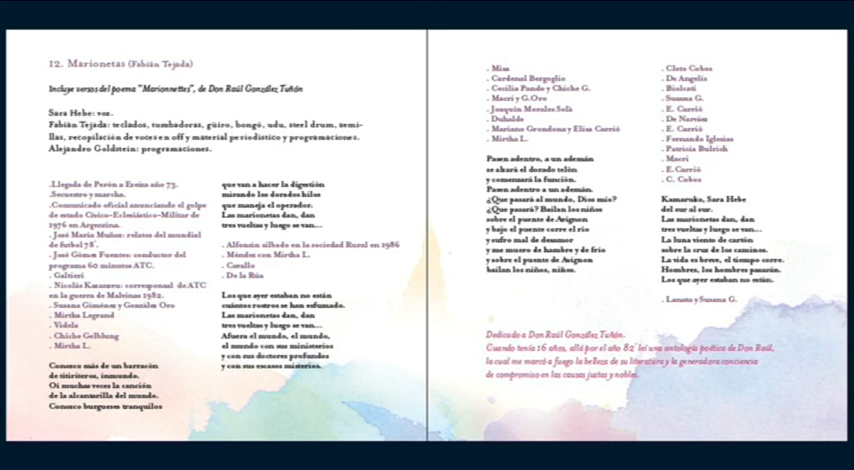 12. Marionetas (Fabián Tejada)
Incluye versos del poema "Marionnettes", de Don Raúl González Tuñón
Sara Hebe: voz.
Fabián Tejada: teclados, tumbadoras, güiro, bongó, udu, steel drum, semi-
llas, recopilación de voces en off y material periodístico y programaciones.
Alejandro Goldstein: programaciones.
.Llegada de Perón a Ezeiza año 73.
.Secuestro y marcha.
.Comunicado oficial anunciando el golpe
de estado Cívico-Eclesiástico-Militar de
1976 en Argentina.
. José María Muñoz: relatos del mundial
de futbol 78'.
. José Gómez Fuentes: conductor del
programa 60 minutos ATC.
. Galtieri
. Nicolás Kazanzeu: corresponsal de ATC
en la guerra de Malvinas 1982.
. Susana Giménez y González Oro
. Mirtha Legrand
. Videla
. Chiche Gelblung
. Mirtha L.
Conozco más de un barracón
de titiriteros, inmundo.
Oí muchas veces la canción
de la alcantarilla del mundo.
Conozco burgueses tranquilos
que van a hacer la digestión
mirando los dorados hilos
que maneja el operador.
Las marionetas dan, dan
tres vueltas y luego se van...
. Alfonsín silbado en la sociedad Rural en 1986
. Méndez con Mirtha L.
. Cavallo
. De la Rúa
Los que ayer estaban no están
cuántos rostros se han esfumado.
Las marionetas dan, dan
tres vueltas y luego se van...
Afuera el mundo, el mundo,
el mundo con sus ministerios
y con sus doctores profundos
y con sus escasos misterios.
. Misa
. Cardenal Bergoglio
. Cecilia Pando y Chiche G.
. Macri y G.Oro
. Joaquín Morales Solá
. Duhalde
. Mariano Grondona y Elisa Carrió
. Mirtha L.
Pasen adentro, a un ademán
se alzará el dorado telón
y comenzará la función.
Pasen adentro a un ademán.
¿Que pasará al mundo, Dios mío?
¿Que pasará? Bailan los niños
sobre el puente de Avignon
y bajo el puente corre el río
y sufro mal de desamor
y me muero de hambre y de frío
y sobre el puente de Avignon
bailan los niños, niños.
. Cleto Cobos
. De Angelis
. Biolcati
. Susana G.
. E. Carrió
. De Narváez
. E. Carrió
. Fernando Iglesias
. Patricia Bulrich
. Macri
. E. Carrió
. C. Cobos
Kamaruko, Sara Hebe
del sur al sur.
Las marionetas dan, dan
tres vueltas y luego se van...
La luna viento de cartón
sobre la cruz de los caminos.
La vida es breve, el tiempo corre.
Hombres, los hombres pasarán.
Los que ayer estaban no están.
. Lanata y Susana G.
Dedicado a Don Raúl González Tuñón.
Cuando tenía 16 años, allá por el año 82' leí una antología poética de Don Raúl,
la cual me marcó a fuego la belleza de su literatura y la generadora conciencia
de compromiso en las causas justas y nobles.